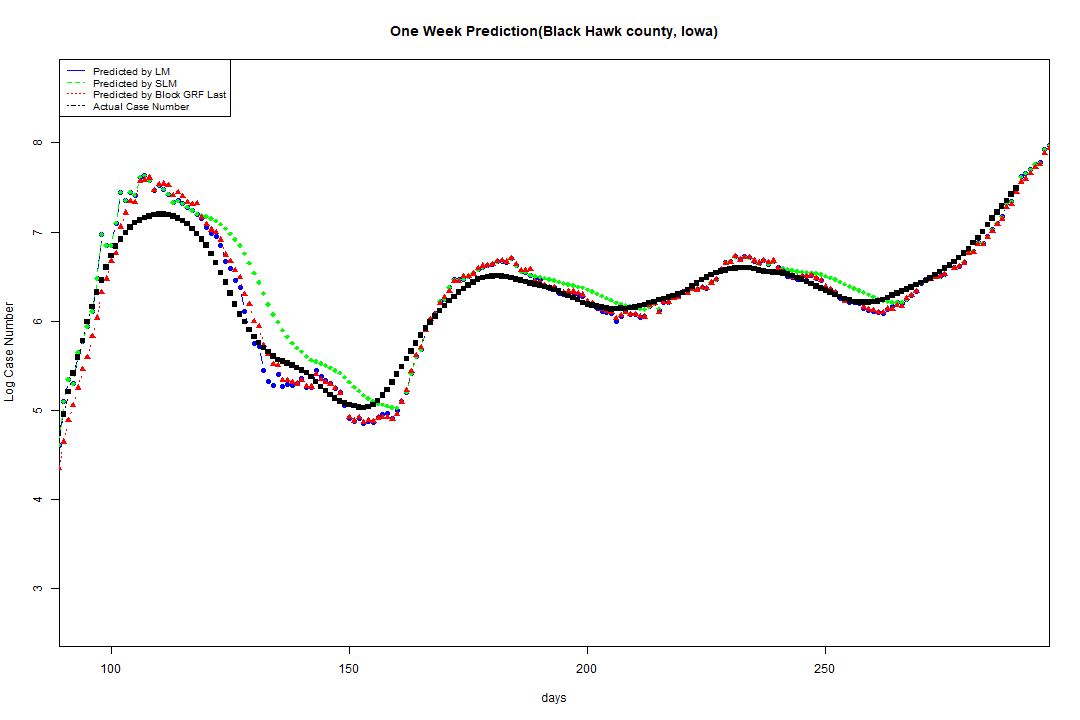 One Week Prediction(Black Hawk county, Iowa)
Predicted by LM
Predicted by SLM
Predicted by Block GRF Last
Actual Case Number
8
7
6
5
4
3
Log Case Number
100 150 200 250
days